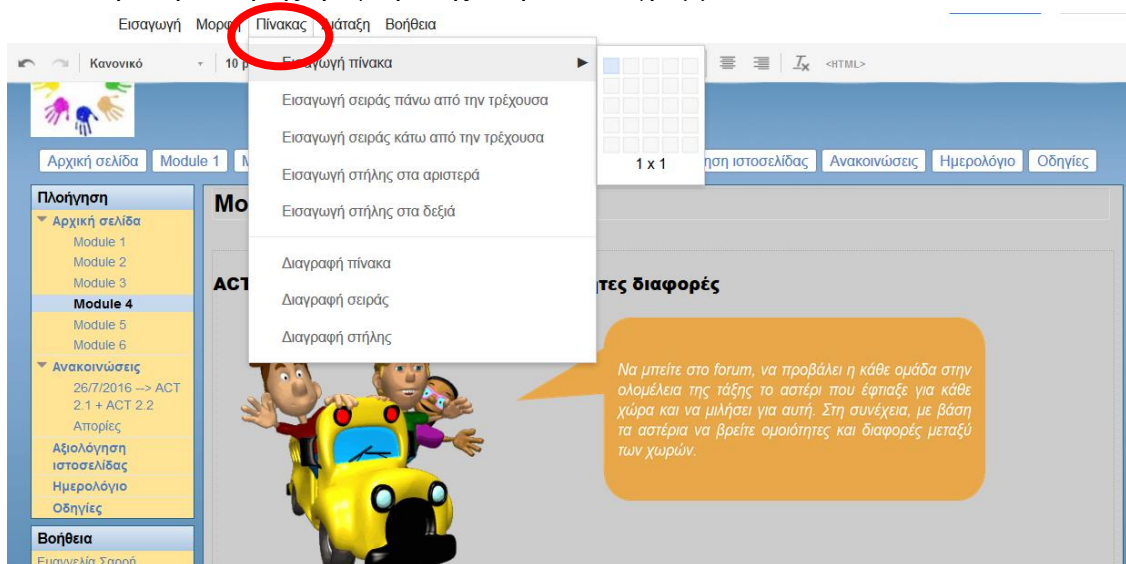 Εισαγωγή Μορφή Πίνακας Διάταξη Βοήθεια
Κανονικό 10 <HTML>
Εισαγωγή πίνακα
Εισαγωγή σειράς πάνω από την τρέχουσα
Εισαγωγή σειράς κάτω από την τρέχουσα
Εισαγωγή στήλης στα αριστερά
Εισαγωγή στήλης στα δεξιά
Διαγραφή πίνακα
Διαγραφή σειράς
Διαγραφή στήλης
1 x 1
Αρχική σελίδα Module 1 ιστοσελίδας Ανακοινώσεις Ημερολόγιο Οδηγίες
Πλοήγηση
Αρχική σελίδα
Module 1
Module 2
Module 3
Module 4
Module 5
Module 6
Ανακοινώσεις
26/7/2016 --> ACT
2.1 + ACT 2.2
Απορίες
Αξιολόγηση
ιστοσελίδας
Ημερολόγιο
Οδηγίες
Βοήθεια
Ευαγγελία Σαρρή
Mo
ACT
τες διαφορές
Να μπείτε στο forum, να προβάλει η κάθε ομάδα στην
ολομέλεια της τάξης το αστέρι που έφτιαξε για κάθε
χώρα και να μιλήσει για αυτή. Στη συνέχεια, με βάση
τα αστέρια να βρείτε ομοιότητες και διαφορές μεταξύ
των χωρών.